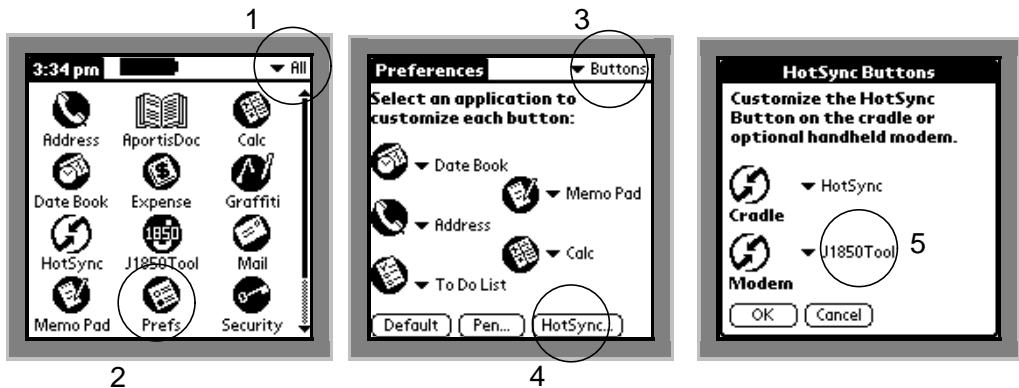 1
3:34 pm All
Address AportisDoc Calc
Date Book Expense Graffiti
HotSync J1850Tool Mail
Memo Pad Prefs Security
2
3
Preferences Buttons
Select an application to
customize each button:
Date Book
Memo Pad
Address
Calc
To Do List
Default Pen... HotSync...
4
HotSync Buttons
Customize the HotSync
Button on the cradle or
optional handheld modem.
HotSync
Cradle
J1850Tool 5
Modem
OK Cancel